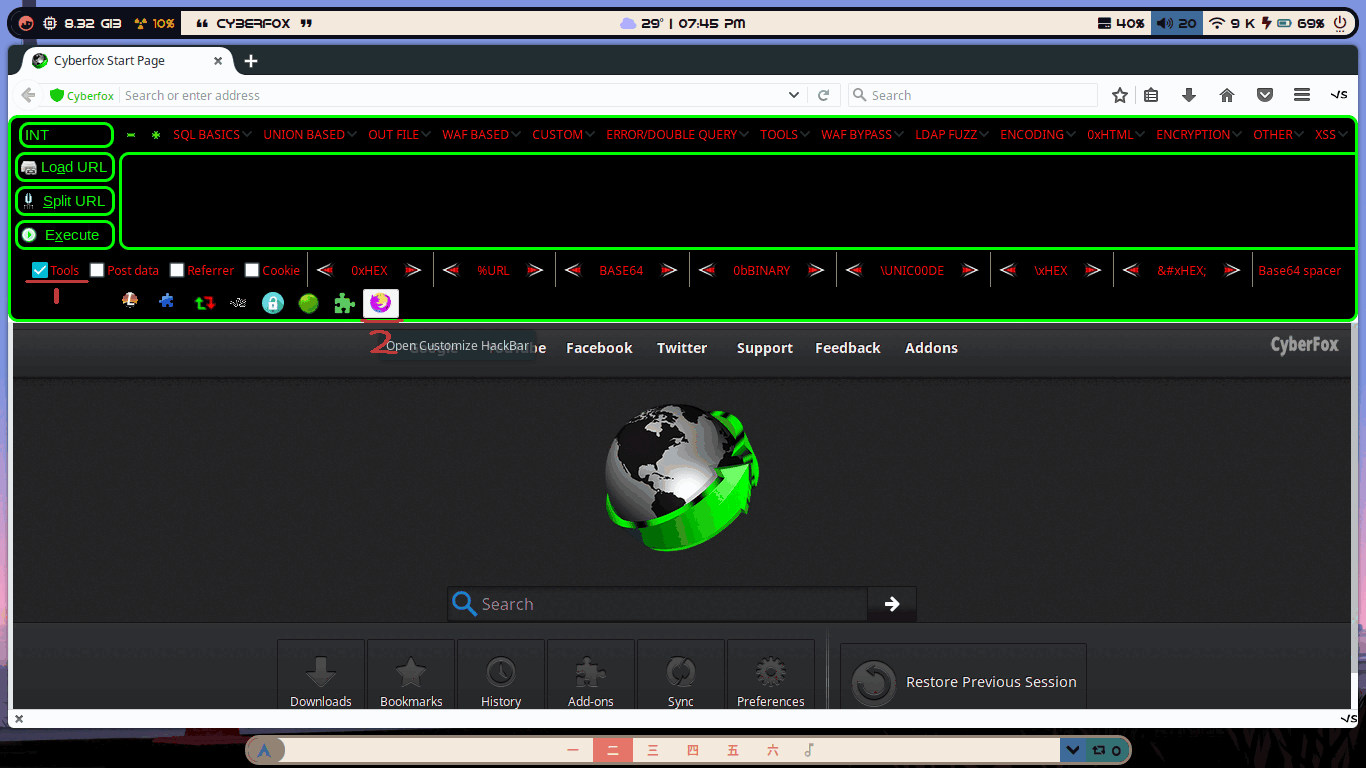 8.32 GiB 10% CYBERFOX 29° | 07:45 PM 40% 20 9 K 69%
Cyberfox Start Page
Cyberfox Search or enter address Search
INT SQL BASICS UNION BASED OUT FILE WAF BASED CUSTOM ERROR/DOUBLE QUERY TOOLS WAF BYPASS LDAP FUZZ ENCODING 0xHTML ENCRYPTION OTHER XSS
Load URL
Split URL
Execute
Tools Post data Referrer Cookie 0xHEX %URL BASE64 0bBINARY \UNIC00DE \xHEX &#xHEX; Base64 spacer
1
2 Open Customize HackBar
Google YouTube Facebook Twitter Support Feedback Addons CyberFox
Search
Downloads Bookmarks History Add-ons Sync Preferences Restore Previous Session
一 二 三 四 五 六 0